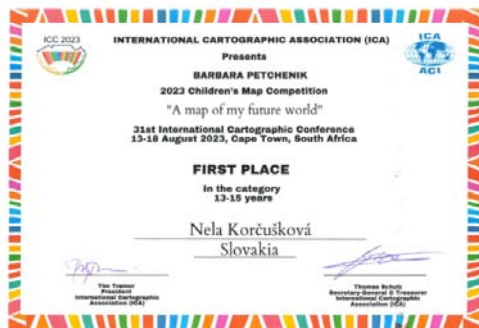 ICC 2023
ICA
ACI
INTERNATIONAL CARTOGRAPHIC ASSOCIATION (ICA)
Presents
BARBARA PETCHENIK
2023 Children's Map Competition
"A map of my future world"
31st International Cartographic Conference
13-18 August 2023, Cape Town, South Africa
FIRST PLACE
In the category
13-15 years
Nela Korčušková
Slovakia
Tim Trainor
President
International Cartographic
Association (ICA)
Thomas Schulz
Secretary-General & Treasurer
International Cartographic
Association (ICA)